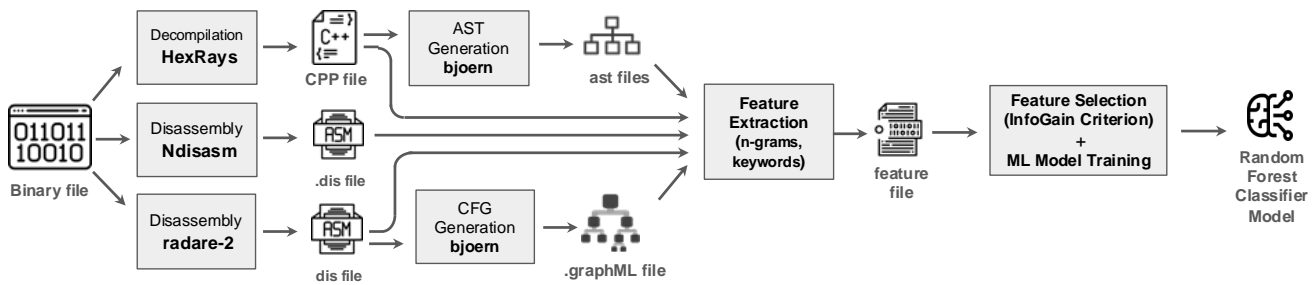 Decompilation
HexRays
C++
CPP file
AST
Generation
bjoern
ast files
011011
10010
Binary file
Disassembly
Ndisasm
ASM
.dis file
Disassembly
radare-2
ASM
dis file
CFG
Generation
bjoern
.graphML file
Feature
Extraction
(n-grams,
keywords)
feature
file
Feature Selection
(InfoGain Criterion)
+
ML Model Training
Random
Forest
Classifier
Model